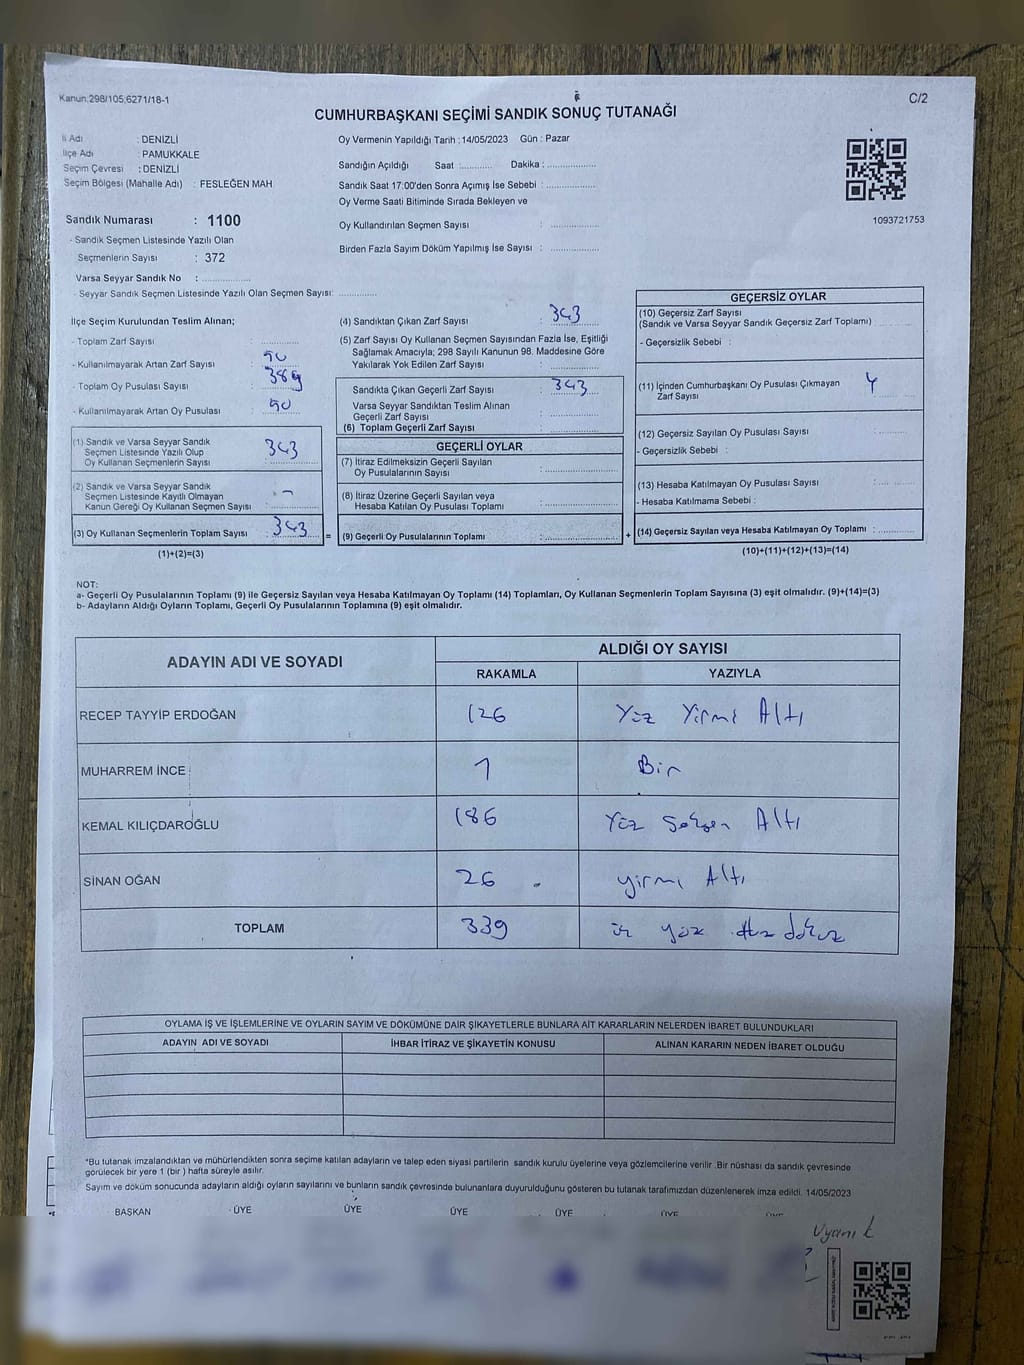 Kanun:298/105;6271/18-1
C/2
CUMHURBAŞKANI SEÇİMİ SANDIK SONUÇ TUTANAĞI
İl Adı : DENİZLİ
İlçe Adı : PAMUKKALE
Seçim Çevresi : DENİZLİ
Seçim Bölgesi (Mahalle Adı) : FESLEĞEN MAH
Oy Vermenin Yapıldığı Tarih : 14/05/2023 Gün : Pazar
Sandığın Açıldığı Saat : ............ Dakika : ..................
Sandık Saat 17:00'den Sonra Açımış İse Sebebi : ..................
Oy Verme Saati Bitiminde Sırada Bekleyen ve
Oy Kullandırılan Seçmen Sayısı : ..................
Birden Fazla Sayım Döküm Yapılmış İse Sayısı : ..................
1093721753
Sandık Numarası : 1100
- Sandık Seçmen Listesinde Yazılı Olan
Seçmenlerin Sayısı : 372
Varsa Seyyar Sandık No : ..................
- Seyyar Sandık Seçmen Listesinde Yazılı Olan Seçmen Sayısı: ..............
İlçe Seçim Kurulundan Teslim Alınan;
- Toplam Zarf Sayısı : ..............
- Kullanılmayarak Artan Zarf Sayısı : 50
- Toplam Oy Pusulası Sayısı : 389
- Kullanılmayarak Artan Oy Pusulası : 50
(1) Sandık ve Varsa Seyyar Sandık
Seçmen Listesinde Yazılı Olup
Oy Kullanan Seçmenlerin Sayısı : 343
(2) Sandık ve Varsa Seyyar Sandık
Seçmen Listesinde Kayıtlı Olmayan
Kanun Gereği Oy Kullanan Seçmen Sayısı : -
(3) Oy Kullanan Seçmenlerin Toplam Sayısı : 343 =
(1)+(2)=(3)
(4) Sandıktan Çıkan Zarf Sayısı : 343
(5) Zarf Sayısı Oy Kullanan Seçmen Sayısından Fazla İse, Eşitliği
Sağlamak Amacıyla; 298 Sayılı Kanunun 98. Maddesine Göre
Yakılarak Yok Edilen Zarf Sayısı : ..................
Sandıkta Çıkan Geçerli Zarf Sayısı : 343
Varsa Seyyar Sandıktan Teslim Alınan
Geçerli Zarf Sayısı : ..................
(6) Toplam Geçerli Zarf Sayısı : ..................
GEÇERLİ OYLAR
(7) İtiraz Edilmeksizin Geçerli Sayılan
Oy Pusulalarının Sayısı : ..................
(8) İtiraz Üzerine Geçerli Sayılan veya
Hesaba Katılan Oy Pusulası Toplamı : ..................
(9) Geçerli Oy Pusulalarının Toplamı : .................. +
GEÇERSİZ OYLAR
(10) Geçersiz Zarf Sayısı
(Sandık ve Varsa Seyyar Sandık Geçersiz Zarf Toplamı) : ..........
- Geçersizlik Sebebi :
(11) İçinden Cumhurbaşkanı Oy Pusulası Çıkmayan 4
Zarf Sayısı : ..........
(12) Geçersiz Sayılan Oy Pusulası Sayısı : ..........
- Geçersizlik Sebebi :
(13) Hesaba Katılmayan Oy Pusulası Sayısı : ..........
- Hesaba Katılmama Sebebi :
(14) Geçersiz Sayılan veya Hesaba Katılmayan Oy Toplamı : ..........
(10)+(11)+(12)+(13)=(14)
NOT:
a- Geçerli Oy Pusulalarının Toplamı (9) ile Geçersiz Sayılan veya Hesaba Katılmayan Oy Toplamı (14) Toplamları, Oy Kullanan Seçmenlerin Toplam Sayısına (3) eşit olmalıdır. (9)+(14)=(3)
b- Adayların Aldığı Oyların Toplamı, Geçerli Oy Pusulalarının Toplamına (9) eşit olmalıdır.
ADAYIN ADI VE SOYADI
ALDIĞI OY SAYISI
RAKAMLA YAZIYLA
RECEP TAYYİP ERDOĞAN 126 Yüz Yirmi Altı
MUHARREM İNCE 1 Bir
KEMAL KILIÇDAROĞLU 186 Yüz Seksen Altı
SİNAN OĞAN 26 yirmi Altı
TOPLAM 339 üç yüz otuz dokuz
OYLAMA İŞ VE İŞLEMLERİNE VE OYLARIN SAYIM VE DÖKÜMÜNE DAİR ŞİKAYETLERLE BUNLARA AİT KARARLARIN NELERDEN İBARET BULUNDUKLARI
ADAYIN ADI VE SOYADI İHBAR İTİRAZ VE ŞİKAYETİN KONUSU ALINAN KARARIN NEDEN İBARET OLDUĞU
*Bu tutanak imzalandıktan ve mühürlendikten sonra seçime katılan adayların ve talep eden siyasi partilerin sandık kurulu üyelerine veya gözlemcilerine verilir .Bir nüshası da sandık çevresinde
görülecek bir yere 1 (bir ) hafta süreyle asılır.
Sayım ve döküm sonucunda adayların aldığı oyların sayılarını ve bunların sandık çevresinde bulunanlara duyurulduğunu gösteren bu tutanak tarafımızdan düzenlenerek imza edildi. 14/05/2023
BAŞKAN ÜYE ÜYE ÜYE ÜYE ÜYE